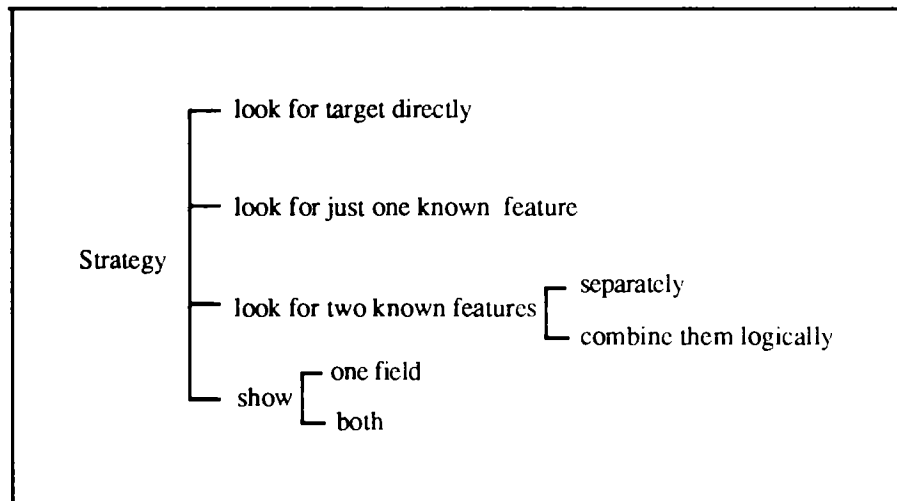 look for target directly
look for just one known feature
Strategy
look for two known features
separately
combine them logically
show
one field
both